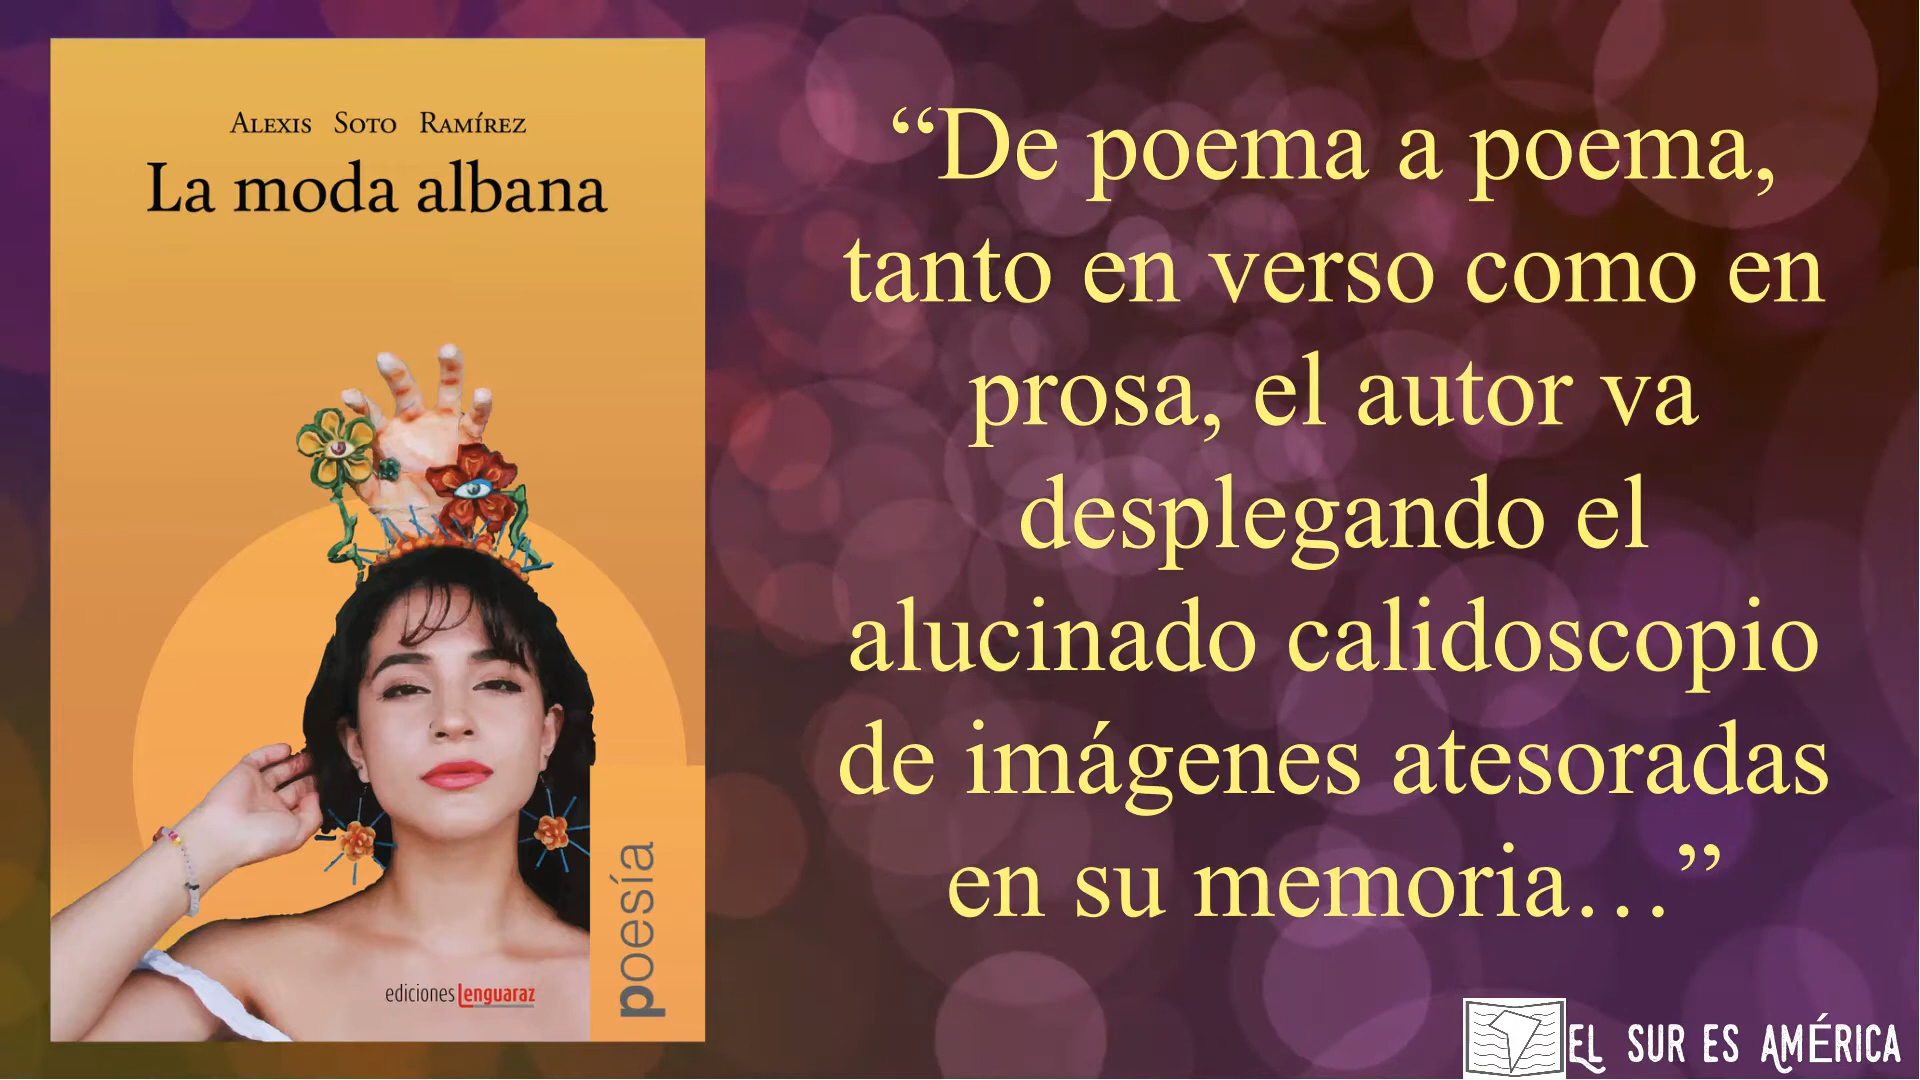 Alexis Soto Ramírez
La moda albana
poesía
ediciones Lenguaraz
“De poema a poema,
tanto en verso como en
prosa, el autor va
desplegando el
alucinado calidoscopio
de imágenes atesoradas
en su memoria…”
EL SUR ES AMÉRICA